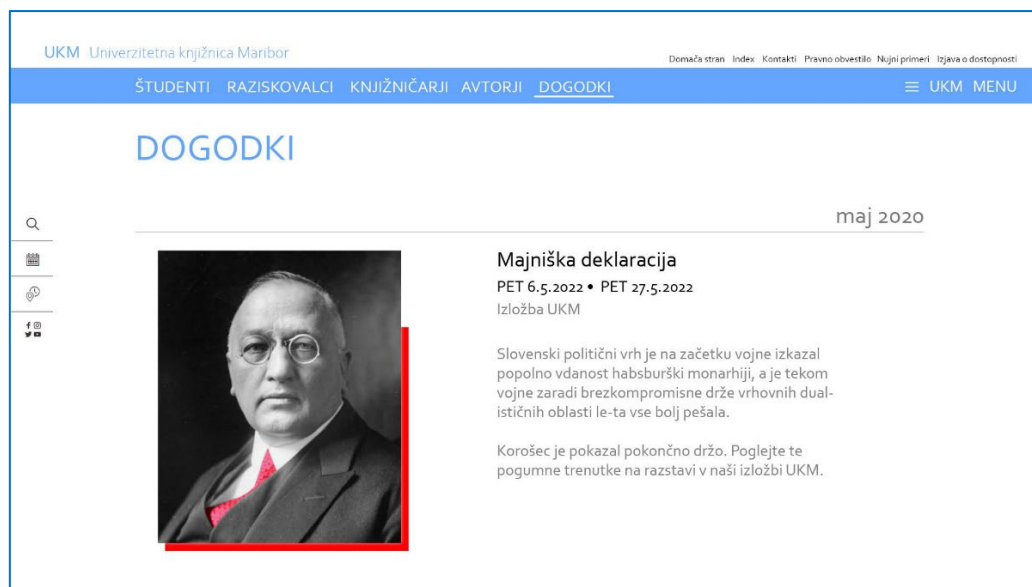 UKM Univerzitetna knjižnica Maribor
Domača stran Index Kontakti Pravno obvestilo Nujni primeri Izjava o dostopnosti
ŠTUDENTI RAZISKOVALCI KNJIŽNIČARJI AVTORJI DOGODKI
UKM MENU
DOGODKI
maj 2020
Majniška deklaracija
PET 6.5.2022 • PET 27.5.2022
Izložba UKM
Slovenski politični vrh je na začetku vojne izkazal
popolno vdanost habsburški monarhiji, a je tekom
vojne zaradi brezkompromisne drže vrhovnih dual-
ističnih oblasti le-ta vse bolj pešala.
Korošec je pokazal pokončno držo. Poglejte te
pogumne trenutke na razstavi v naši izložbi UKM.